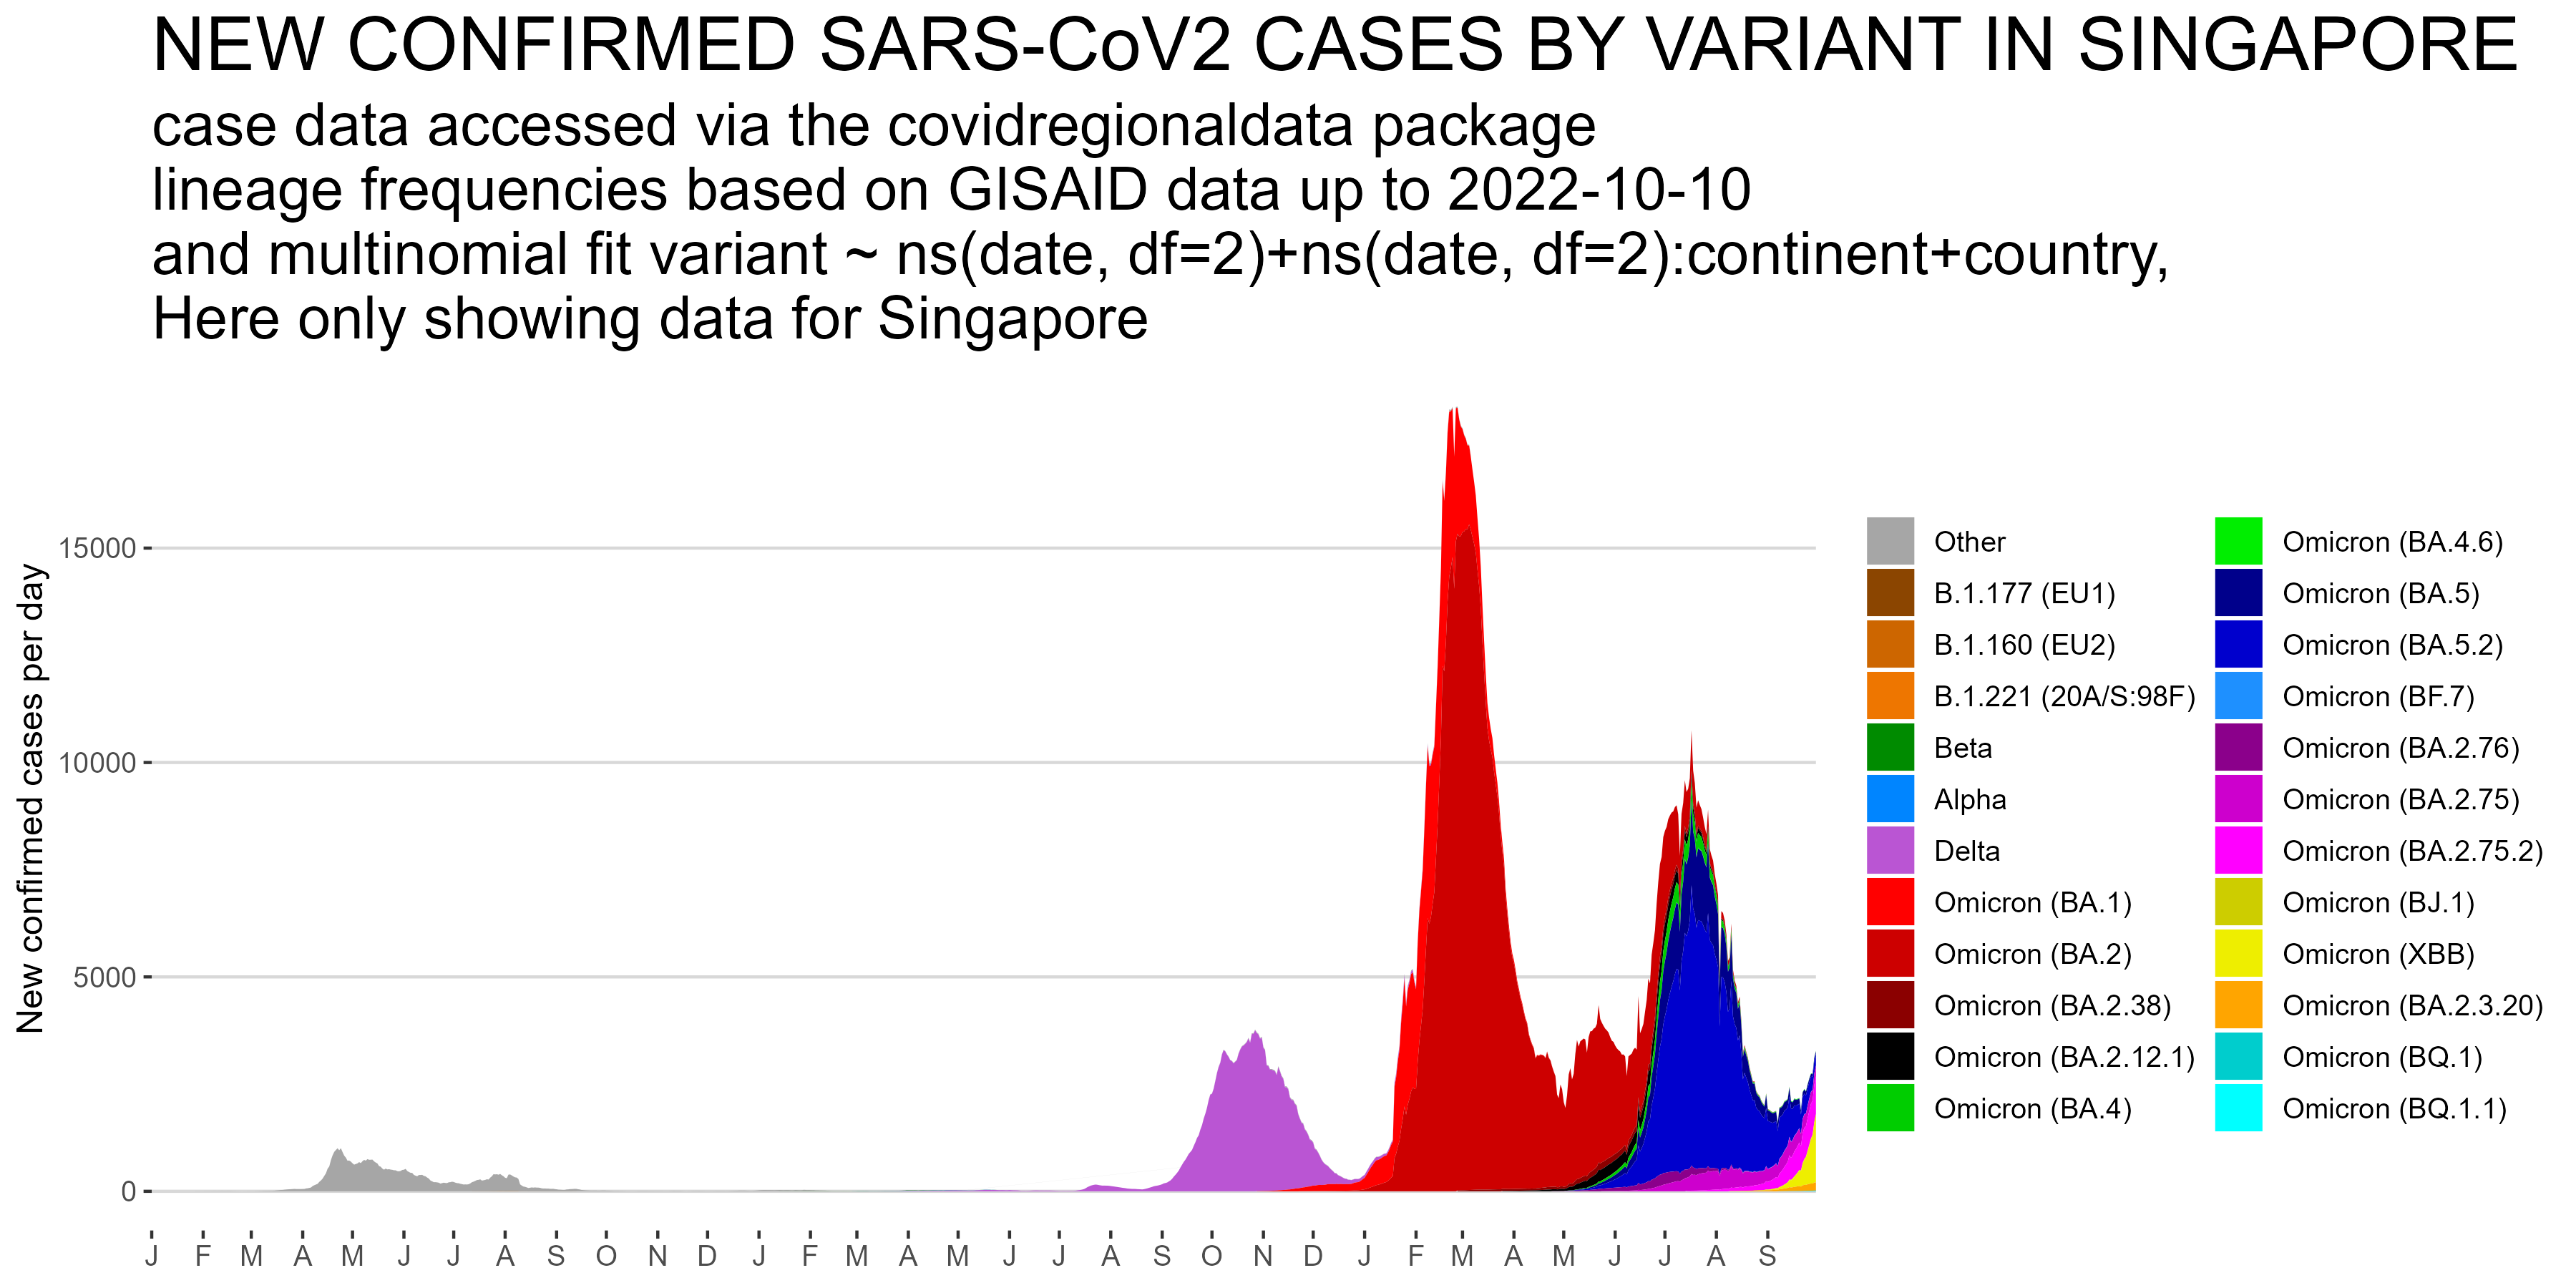 NEW CONFIRMED SARS-CoV2 CASES BY VARIANT IN SINGAPORE
case data accessed via the covidregionaldata package
lineage frequencies based on GISAID data up to 2022-10-10
and multinomial fit variant ~ ns(date, df=2)+ns(date, df=2):continent+country,
Here only showing data for Singapore
New confirmed cases per day
15000
10000
5000
0
J F M A M J J A S O N D J F M A M J J A S O N D J F M A M J J A S
Other
B.1.177 (EU1)
B.1.160 (EU2)
B.1.221 (20A/S:98F)
Beta
Alpha
Delta
Omicron (BA.1)
Omicron (BA.2)
Omicron (BA.2.38)
Omicron (BA.2.12.1)
Omicron (BA.4)
Omicron (BA.4.6)
Omicron (BA.5)
Omicron (BA.5.2)
Omicron (BF.7)
Omicron (BA.2.76)
Omicron (BA.2.75)
Omicron (BA.2.75.2)
Omicron (BJ.1)
Omicron (XBB)
Omicron (BA.2.3.20)
Omicron (BQ.1)
Omicron (BQ.1.1)